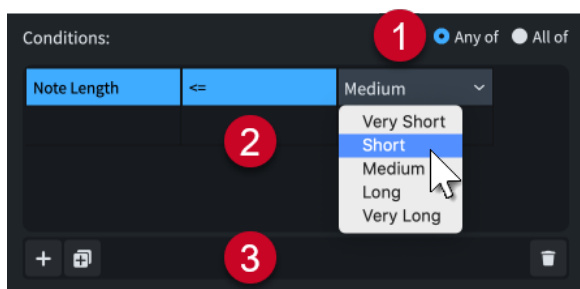 Conditions: 1 Any of All of
Note Length <= Medium
Very Short
2 Short
Medium
Long
Very Long
3